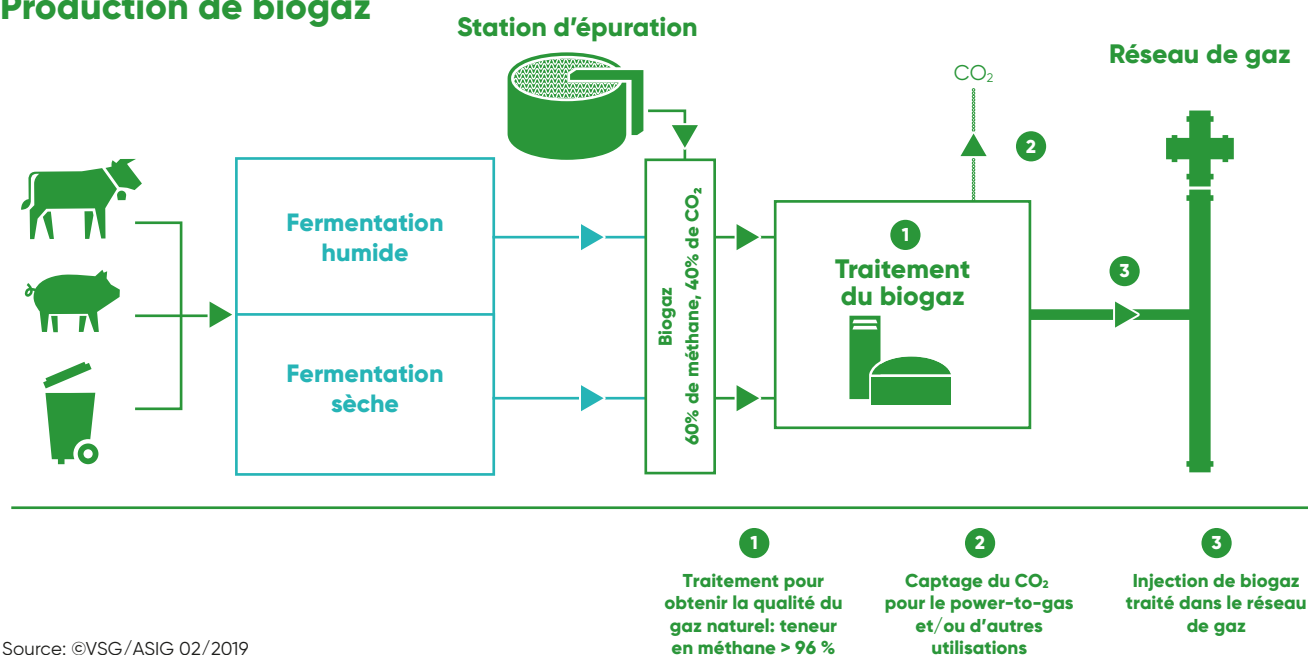 Production de biogaz
Station d'épuration
Réseau de gaz
CO₂
2
Fermentation
humide
Fermentation
sèche
Biogaz
60% de méthane, 40% de CO₂
1
Traitement
du biogaz
3
1
Traitement pour
obtenir la qualité du
gaz naturel: teneur
en méthane > 96 %
2
Captage du CO₂
pour le power-to-gas
et/ou d'autres
utilisations
3
Injection de biogaz
traité dans le réseau
de gaz
Source: ©VSG/ASIG 02/2019